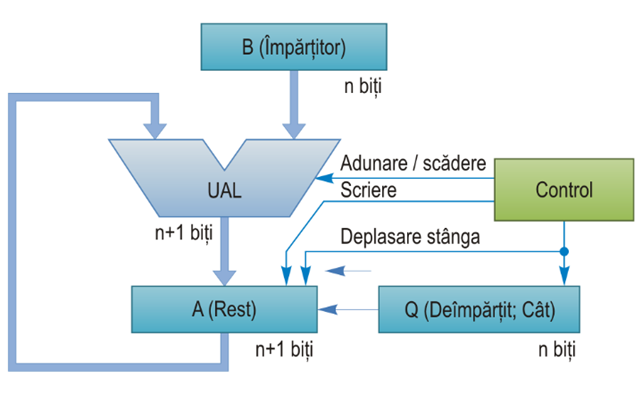 B (Împărțitor)
n biți
UAL
Adunare / scădere
Scriere
Control
n+1 biți
Deplasare stânga
A (Rest)
Q (Deîmpărțit; Cât)
n+1 biți
n biți